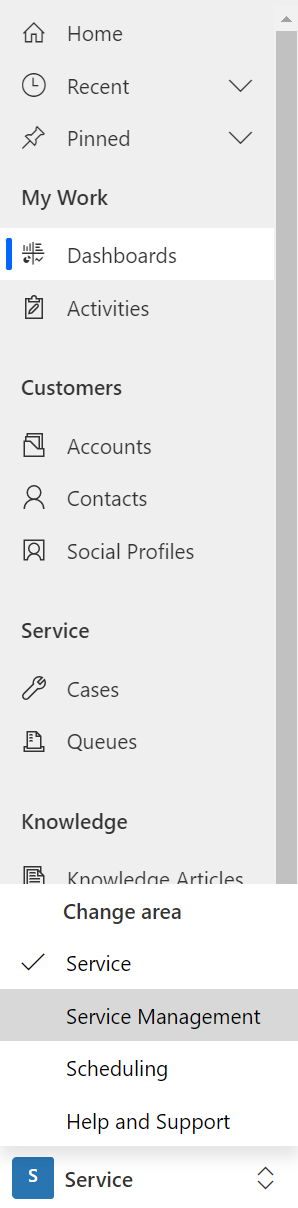 Home
Recent
Pinned
My Work
Dashboards
Activities
Customers
Accounts
Contacts
Social Profiles
Service
Cases
Queues
Knowledge
Knowledge Articles
Change area
Service
Service Management
Scheduling
Help and Support
S Service